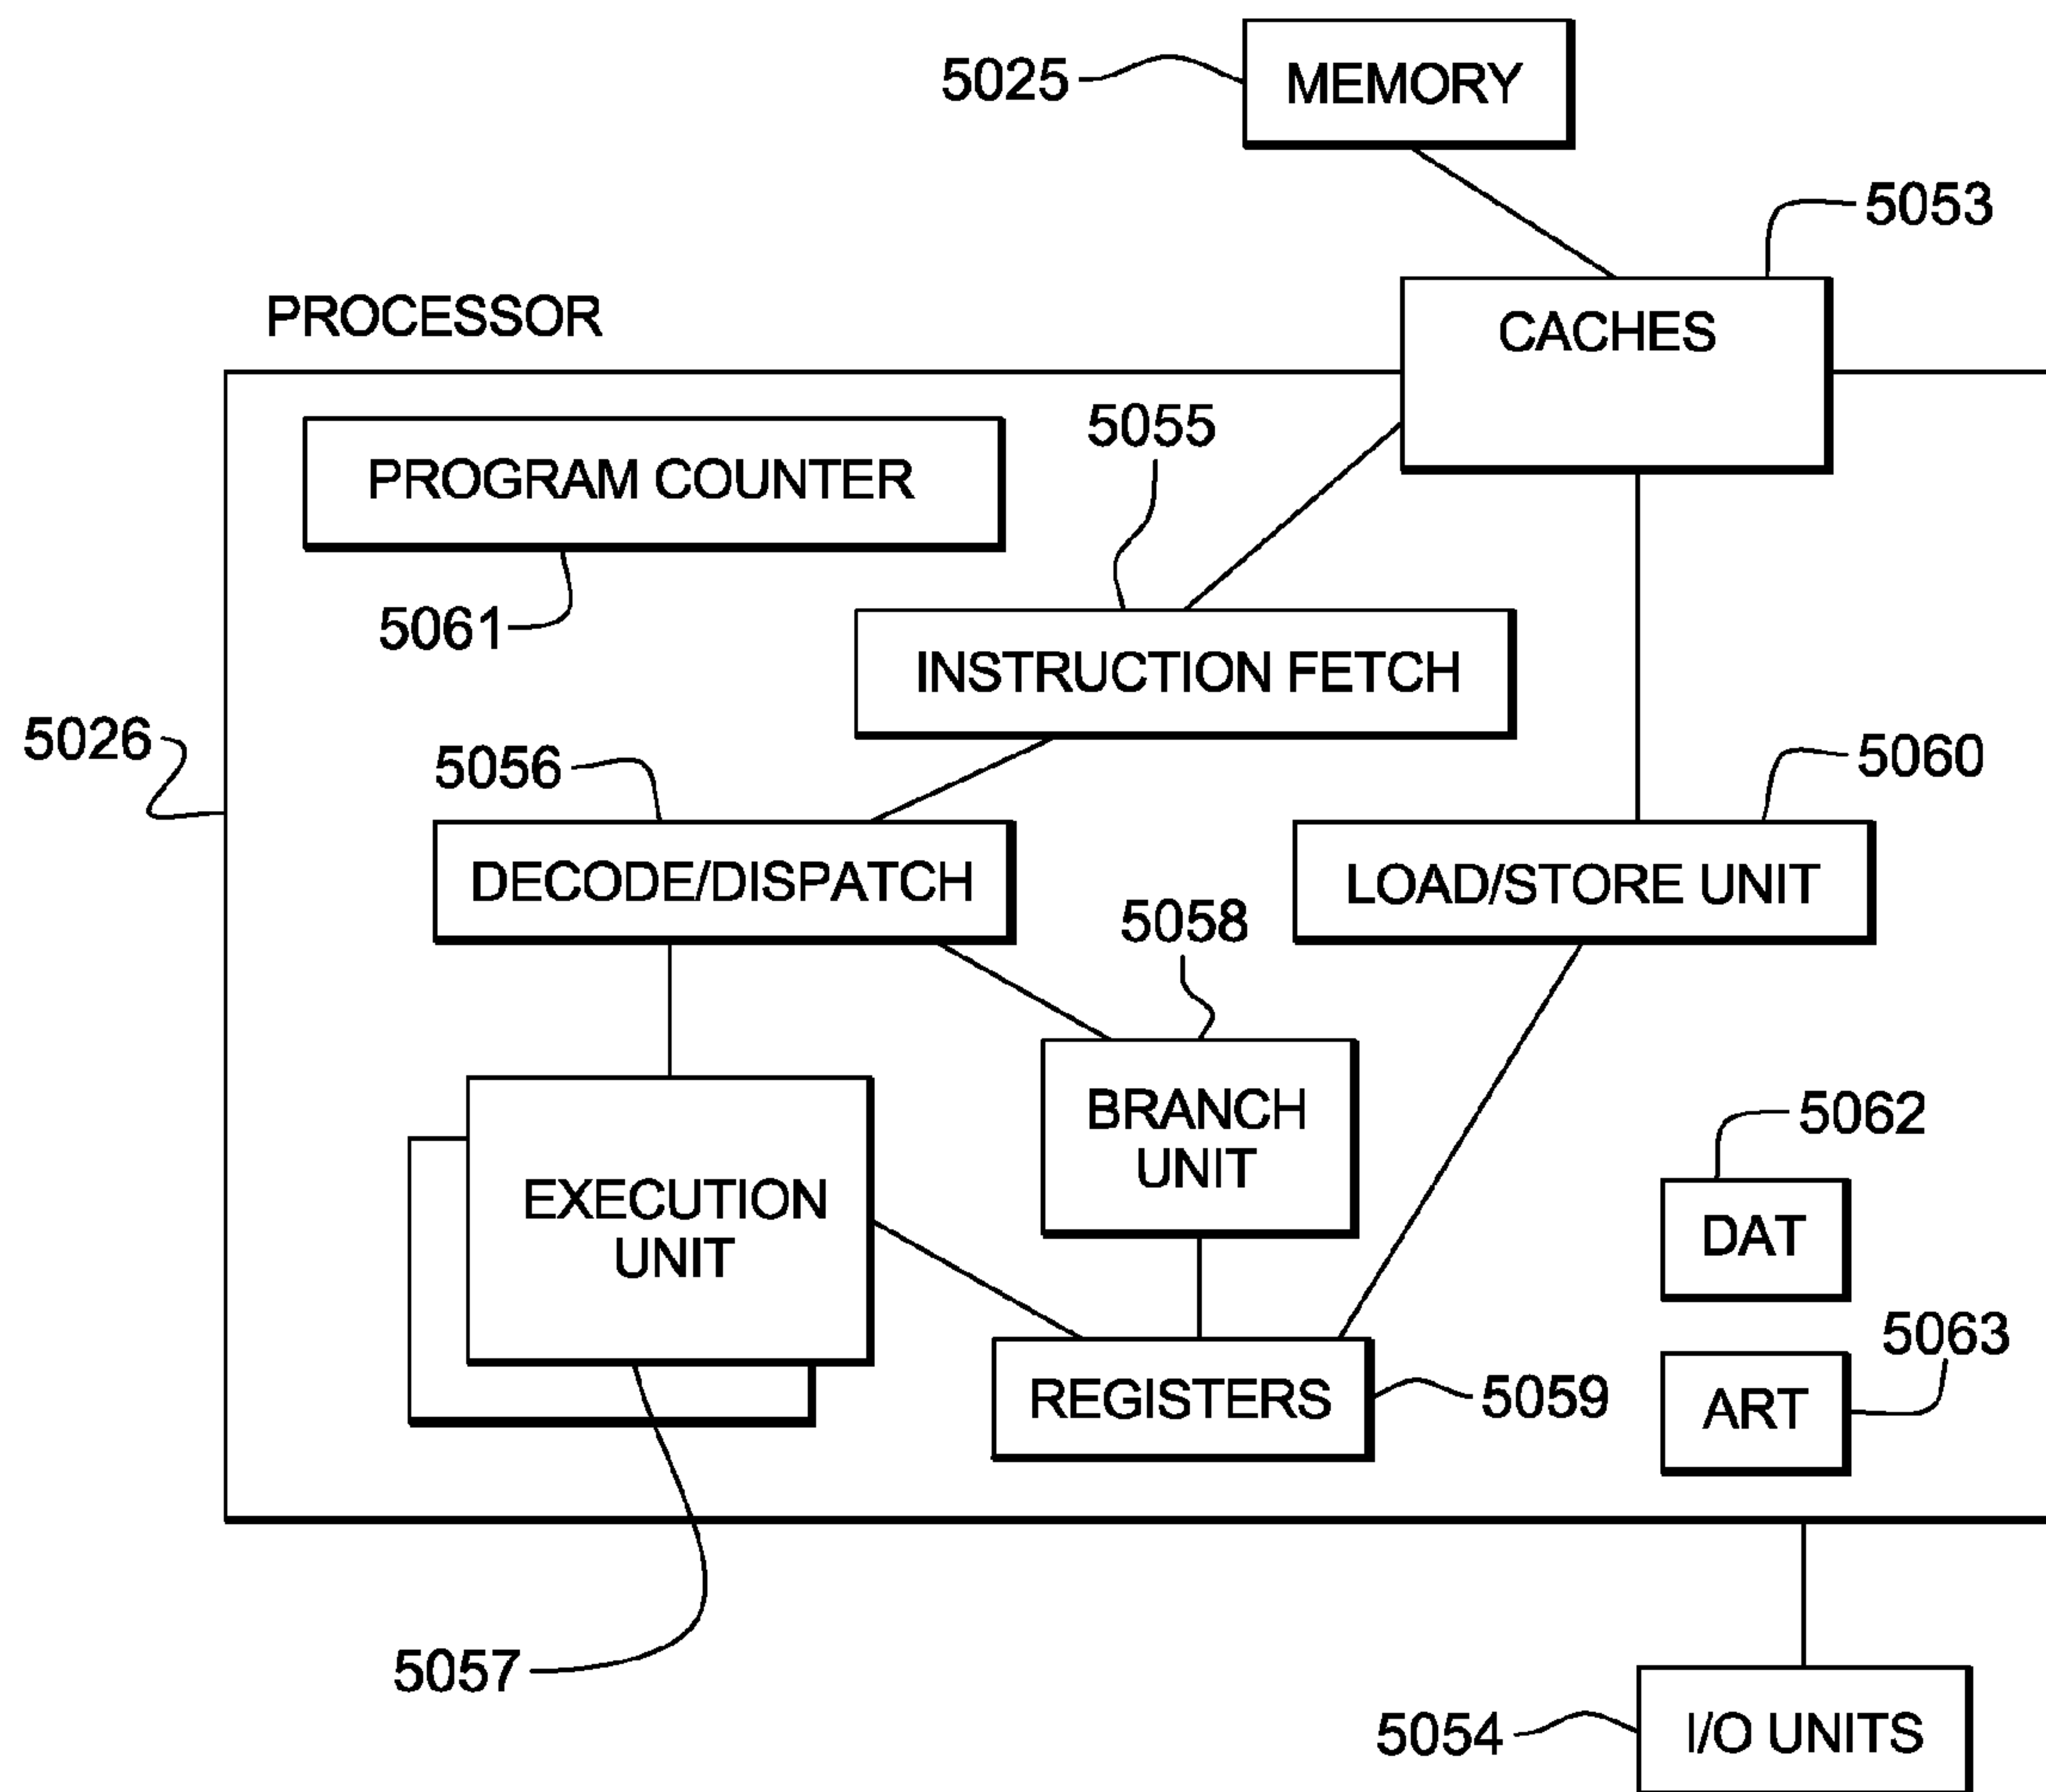 MEMORY
5025
5053
CACHES
PROCESSOR
5055
PROGRAM COUNTER
5061
INSTRUCTION FETCH
5026
5056
5060
DECODE/DISPATCH
LOAD/STORE UNIT
5058
BRANCH
UNIT
5062
EXECUTION
UNIT
DAT
5063
REGISTERS
5059
ART
5057
5054
I/O UNITS